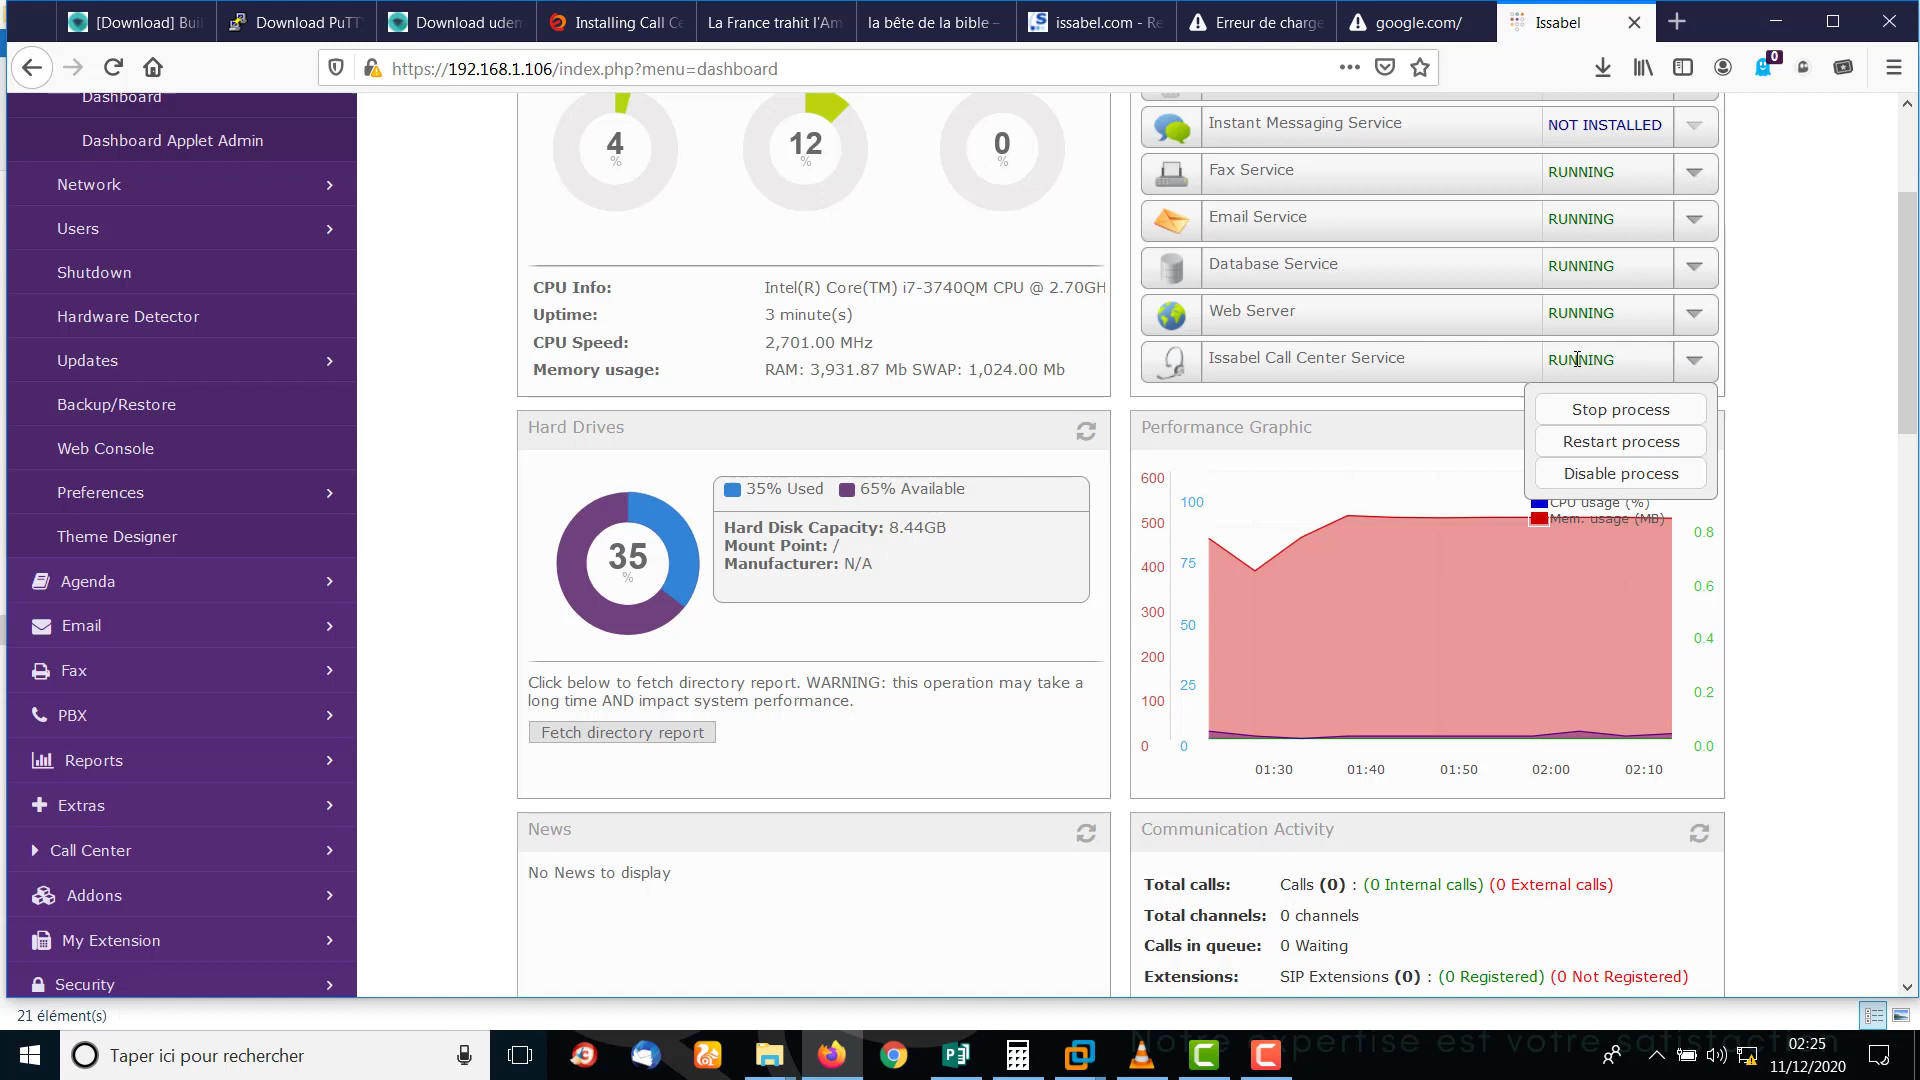 [Download] Buil
Download PuTT
Download uden
Installing Call Ce
La France trahit l'Am
la bête de la bible –
issabel.com - Re
Erreur de charge
google.com/
Issabel
https://192.168.1.106/index.php?menu=dashboard
0
Dashboard
Dashboard Applet Admin
Network
Users
Shutdown
Hardware Detector
Updates
Backup/Restore
Web Console
Preferences
Theme Designer
Agenda
Email
Fax
PBX
Reports
Extras
Call Center
Addons
My Extension
Security
4
%
12
%
0
%
CPU Info: Intel(R) Core(TM) i7-3740QM CPU @ 2.70GH
Uptime: 3 minute(s)
CPU Speed: 2,701.00 MHz
Memory usage: RAM: 3,931.87 Mb SWAP: 1,024.00 Mb
Instant Messaging Service NOT INSTALLED
Fax Service RUNNING
Email Service RUNNING
Database Service RUNNING
Web Server RUNNING
Issabel Call Center Service RUNNING
Stop process
Restart process
Disable process
Hard Drives
35% Used 65% Available
35
%
Hard Disk Capacity: 8.44GB
Mount Point: /
Manufacturer: N/A
Click below to fetch directory report. WARNING: this operation may take a
long time AND impact system performance.
Fetch directory report
Performance Graphic
CPU usage (%)
Mem. usage (MB)
600
500
400
300
200
100
0
100
75
50
25
0
0.8
0.6
0.4
0.2
0.0
01:30 01:40 01:50 02:00 02:10
News
No News to display
Communication Activity
Total calls: Calls (0) : (0 Internal calls) (0 External calls)
Total channels: 0 channels
Calls in queue: 0 Waiting
Extensions: SIP Extensions (0) : (0 Registered) (0 Not Registered)
21 élément(s)
Taper ici pour rechercher
Notre expertise est votre satisfaction
02:25
11/12/2020